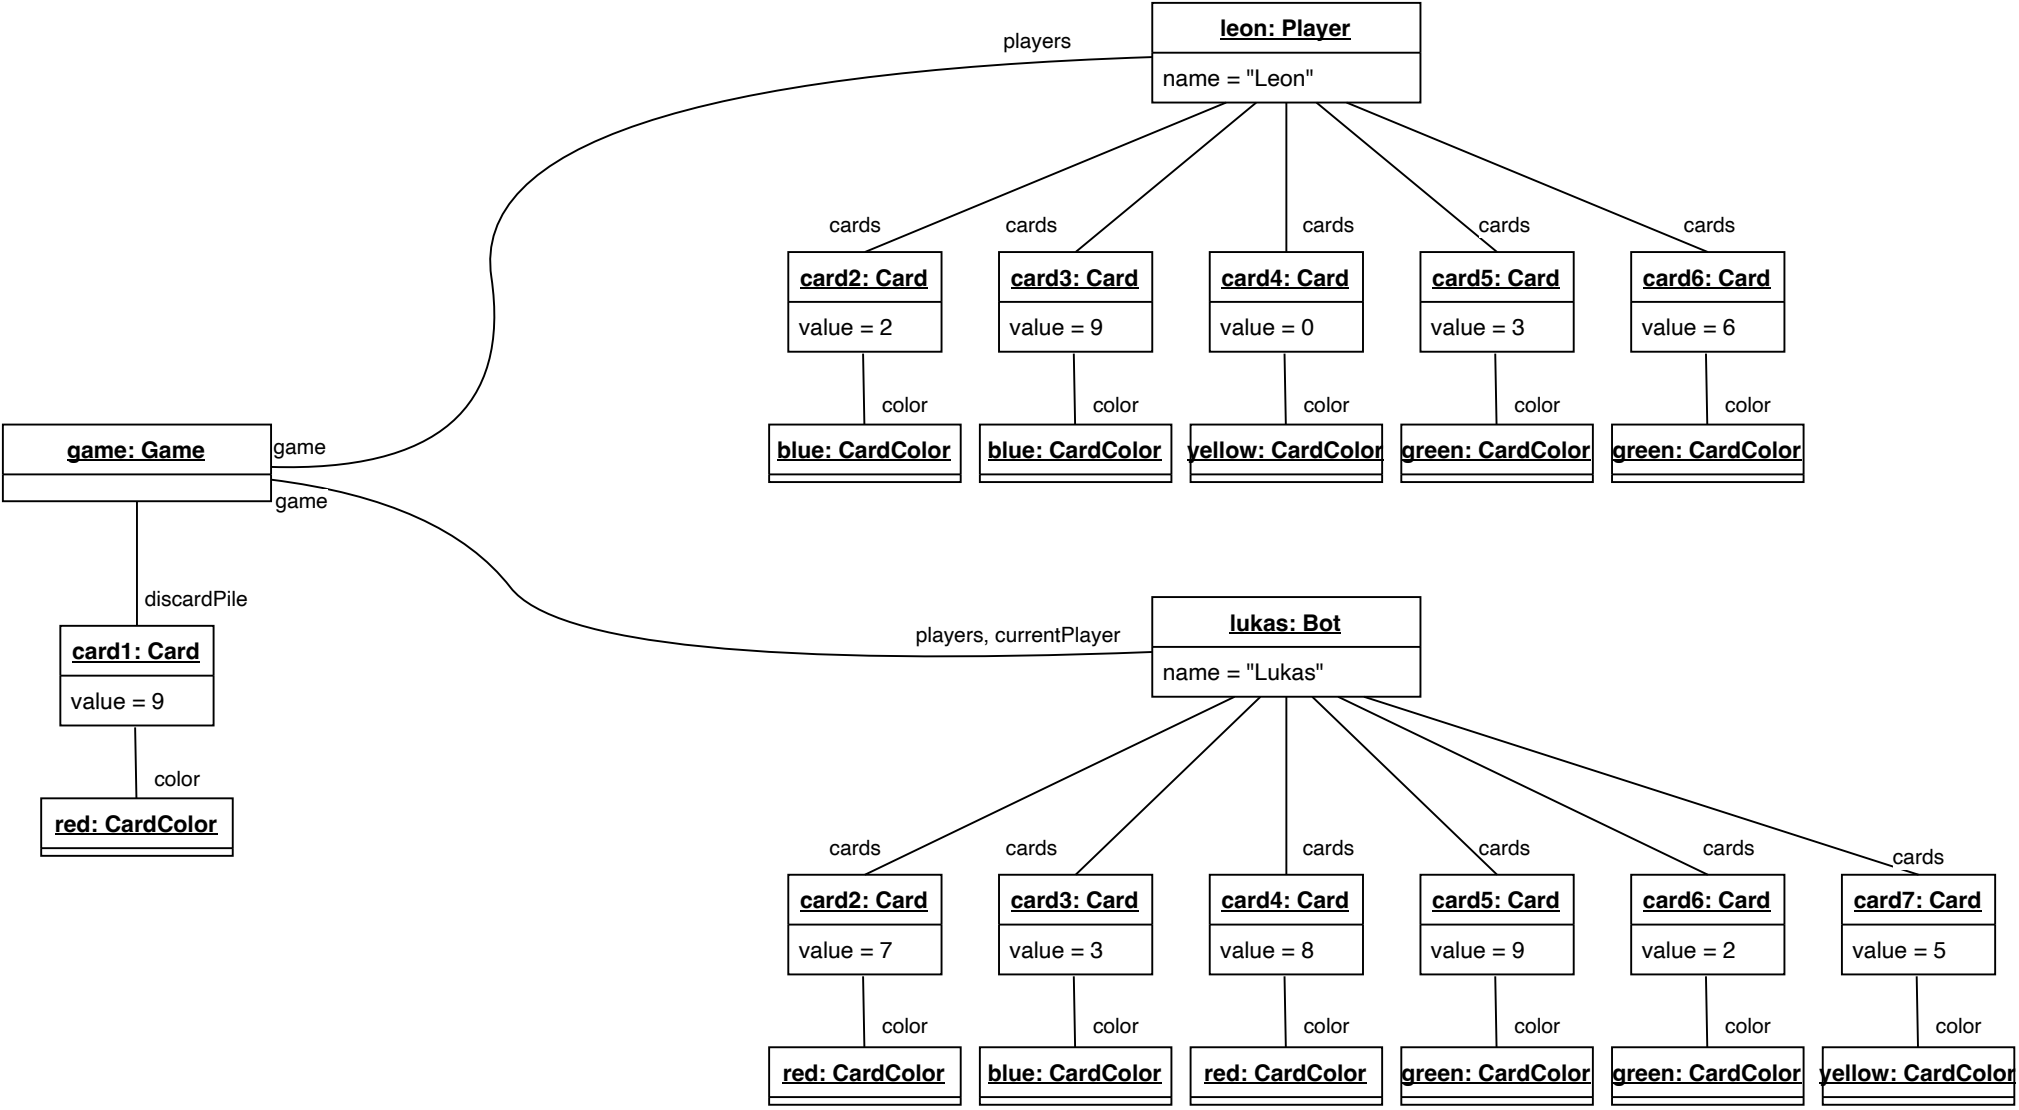 leon: Player
players
name = "Leon"
cards
cards
cards
cards
cards
card2: Card
card3: Card
card4: Card
card5: Card
card6: Card
value = 2
value = 9
value = 0
value = 3
value = 6
color
color
color
color
color
game: Game
game
blue: CardColor
blue: CardColor
yellow: CardColor
green: CardColor
green: CardColor
game
discardPile
lukas: Bot
players, currentPlayer
card1: Card
name = "Lukas"
value = 9
color
red: CardColor
cards
cards
cards
cards
cards
cards
card2: Card
card3: Card
card4: Card
card5: Card
card6: Card
card7: Card
value = 7
value = 3
value = 8
value = 9
value = 2
value = 5
color
color
color
color
color
color
red: CardColor
blue: CardColor
red: CardColor
green: CardColor
green: CardColor
yellow: CardColor